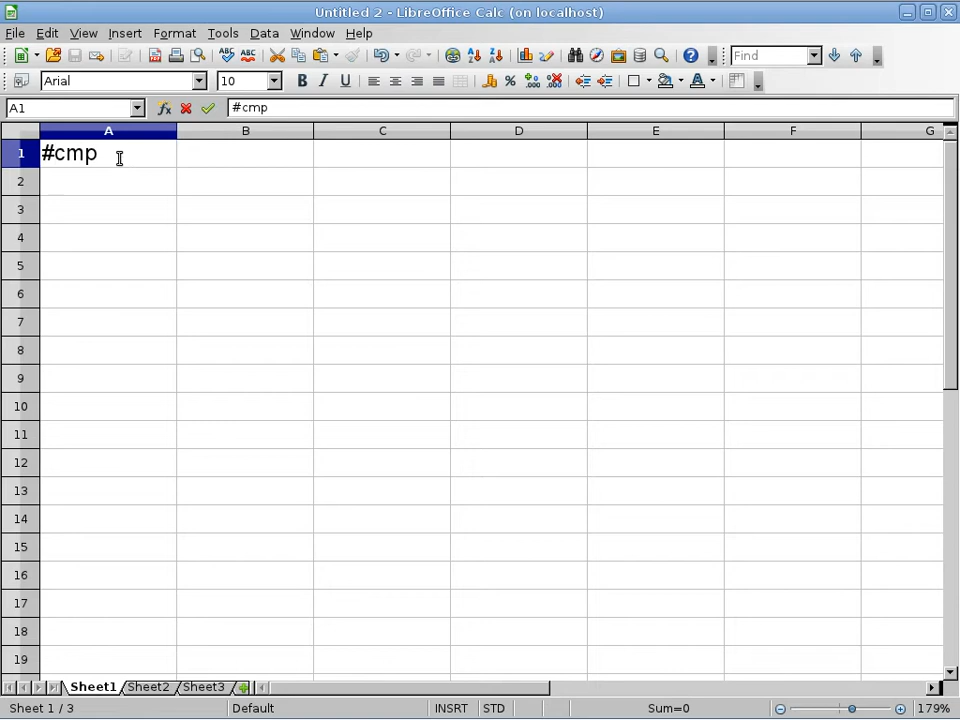 Untitled 2 - LibreOffice Calc (on localhost)
File Edit View Insert Format Tools Data Window Help
Find
Arial 10
A1 #cmp
A B C D E F G
1 #cmp
2
3
4
5
6
7
8
9
10
11
12
13
14
15
16
17
18
19
Sheet1 Sheet2 Sheet3
Sheet 1 / 3 Default INSRT STD Sum=0 179%